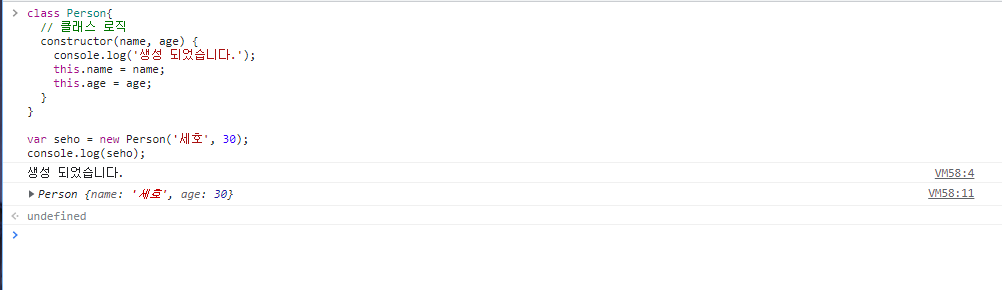 class Person{
  // 클래스 로직
  constructor(name, age) {
    console.log('생성 되었습니다.');
    this.name = name;
    this.age = age;
  }
}
var seho = new Person('세호', 30);
console.log(seho);
생성 되었습니다. VM58:4
Person {name: '세호', age: 30} VM58:11
undefined